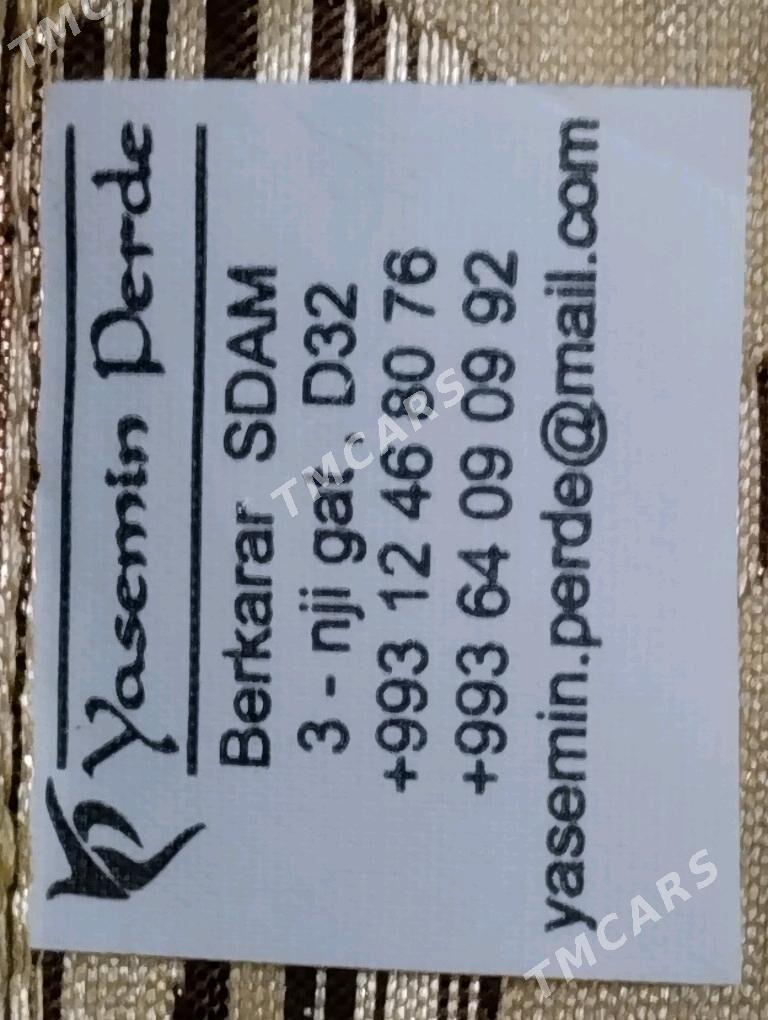 Yasemin Perde
Berkarar SDAM
3 - nji gat, D32
+993 12 46 80 76
+993 64 09 09 92
yasemin.perde@mail.com
TMCARS
TMCARS
TMCARS